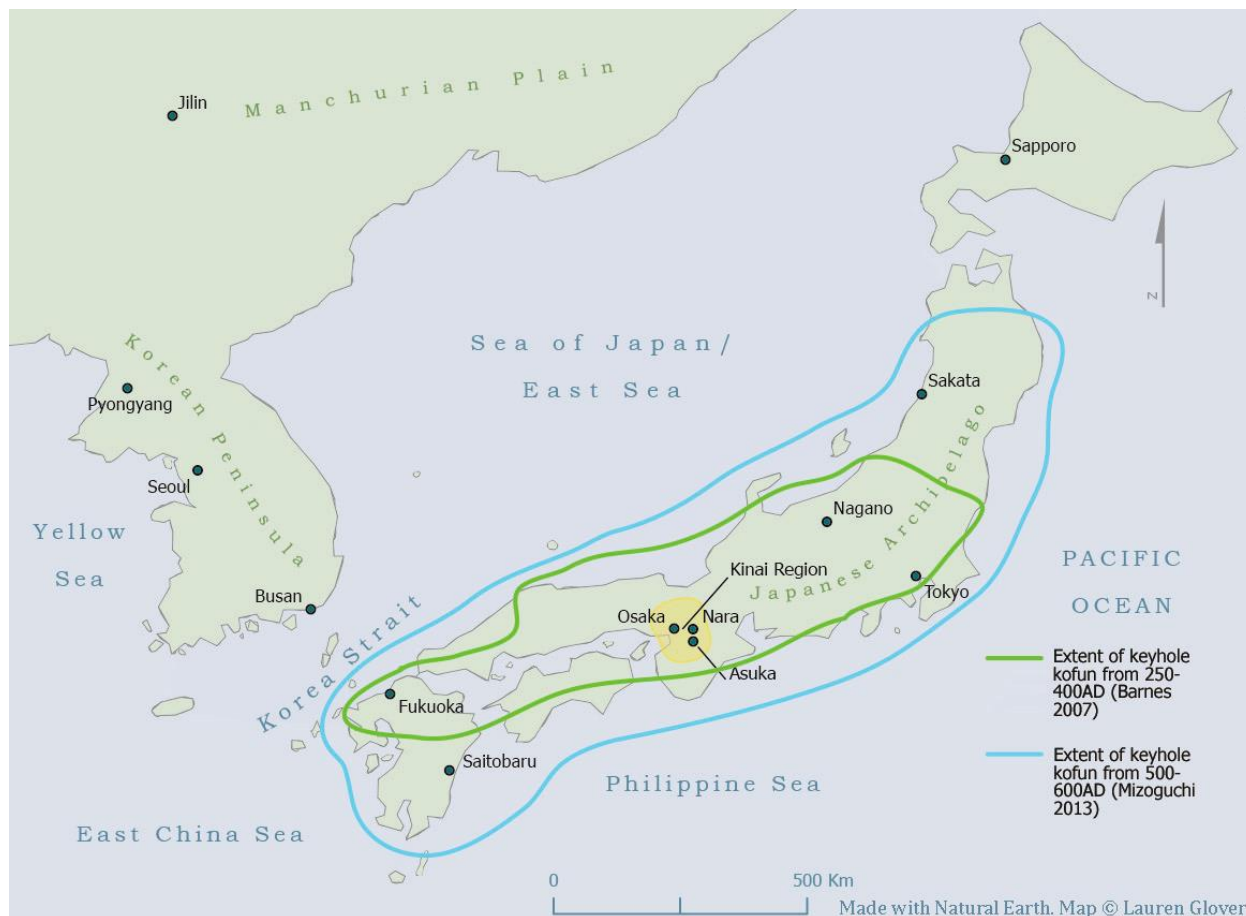 Manchurian Plain
Jilin
Sapporo
N
Sea of Japan/
East Sea
Korean Peninsula
Pyongyang
Seoul
Sakata
Japanese Archipelago
Nagano
Yellow
Sea
Busan
Kinai Region
Osaka
Nara
Tokyo
Asuka
PACIFIC
OCEAN
Korea Strait
Fukuoka
Saitobaru
Philippine Sea
East China Sea
Extent of keyhole
kofun from 250-
400AD (Barnes
2007)
Extent of keyhole
kofun from 500-
600AD (Mizoguchi
2013)
0
500 Km
Made with Natural Earth. Map © Lauren Glover